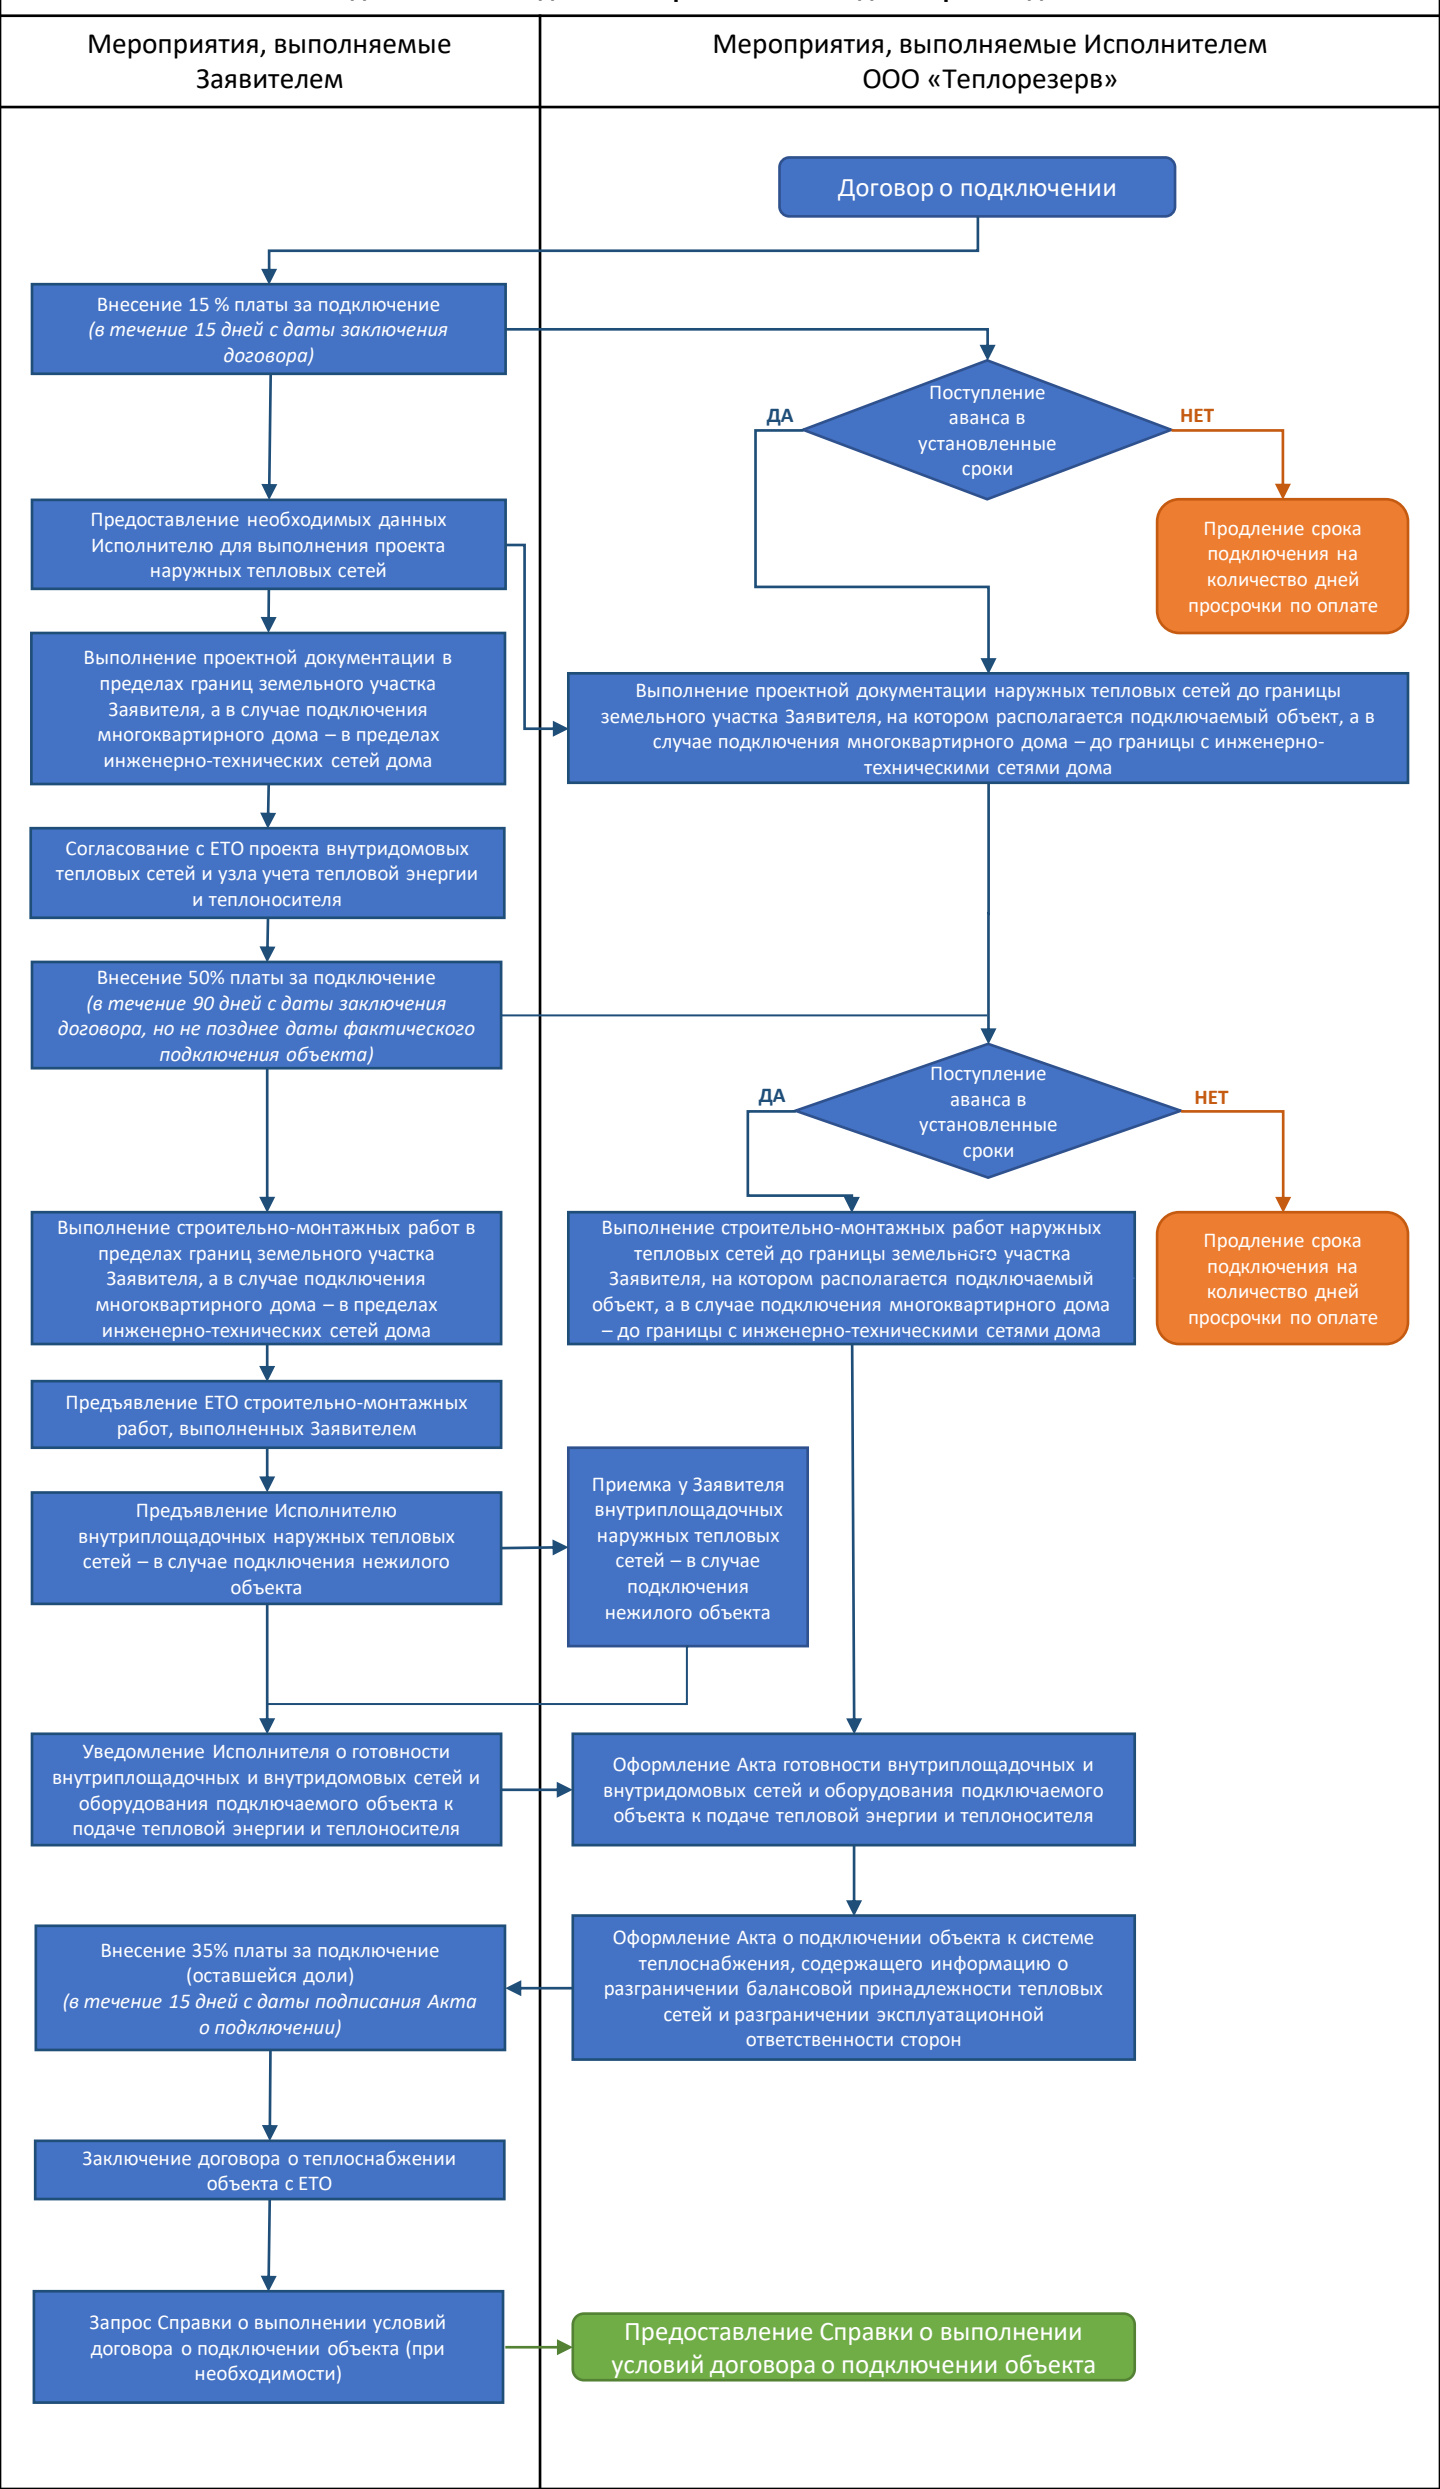 Мероприятия, выполняемые
Заявителем
Мероприятия, выполняемые Исполнителем
ООО «Теплорезерв»
Договор о подключении
Внесение 15 % платы за подключение
(в течение 15 дней с даты заключения
договора)
Поступление
аванса в
установленные
сроки
ДА
НЕТ
Продление срока
подключения на
количество дней
просрочки по оплате
Предоставление необходимых данных
Исполнителю для выполнения проекта
наружных тепловых сетей
Выполнение проектной документации в
пределах границ земельного участка
Заявителя, а в случае подключения
многоквартирного дома – в пределах
инженерно-технических сетей дома
Выполнение проектной документации наружных тепловых сетей до границы
земельного участка Заявителя, на котором располагается подключаемый объект, а в
случае подключения многоквартирного дома – до границы с инженерно-
техническими сетями дома
Согласование с ЕТО проекта внутридомовых
тепловых сетей и узла учета тепловой энергии
и теплоносителя
Внесение 50% платы за подключение
(в течение 90 дней с даты заключения
договора, но не позднее даты фактического
подключения объекта)
Поступление
аванса в
установленные
сроки
ДА
НЕТ
Выполнение строительно-монтажных работ в
пределах границ земельного участка
Заявителя, а в случае подключения
многоквартирного дома – в пределах
инженерно-технических сетей дома
Выполнение строительно-монтажных работ наружных
тепловых сетей до границы земельного участка
Заявителя, на котором располагается подключаемый
объект, а в случае подключения многоквартирного дома
– до границы с инженерно-техническими сетями дома
Продление срока
подключения на
количество дней
просрочки по оплате
Предъявление ЕТО строительно-монтажных
работ, выполненных Заявителем
Предъявление Исполнителю
внутриплощадочных наружных тепловых
сетей – в случае подключения нежилого
объекта
Приемка у Заявителя
внутриплощадочных
наружных тепловых
сетей – в случае
подключения
нежилого объекта
Уведомление Исполнителя о готовности
внутриплощадочных и внутридомовых сетей и
оборудования подключаемого объекта к
подаче тепловой энергии и теплоносителя
Оформление Акта готовности внутриплощадочных и
внутридомовых сетей и оборудования подключаемого
объекта к подаче тепловой энергии и теплоносителя
Внесение 35% платы за подключение
(оставшейся доли)
(в течение 15 дней с даты подписания Акта
о подключении)
Оформление Акта о подключении объекта к системе
теплоснабжения, содержащего информацию о
разграничении балансовой принадлежности тепловых
сетей и разграничении эксплуатационной
ответственности сторон
Заключение договора о теплоснабжении
объекта с ЕТО
Запрос Справки о выполнении условий
договора о подключении объекта (при
необходимости)
Предоставление Справки о выполнении
условий договора о подключении объекта